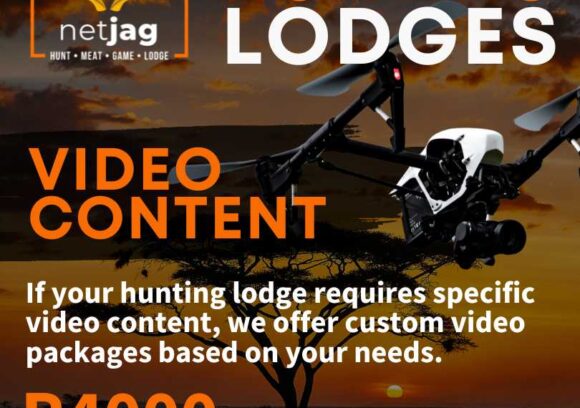 netjag
HUNT • MEAT • GAME • LODGE
LODGES
VIDEO
CONTENT
If your hunting lodge requires specific
video content, we offer custom video
packages based on your needs.
R4000